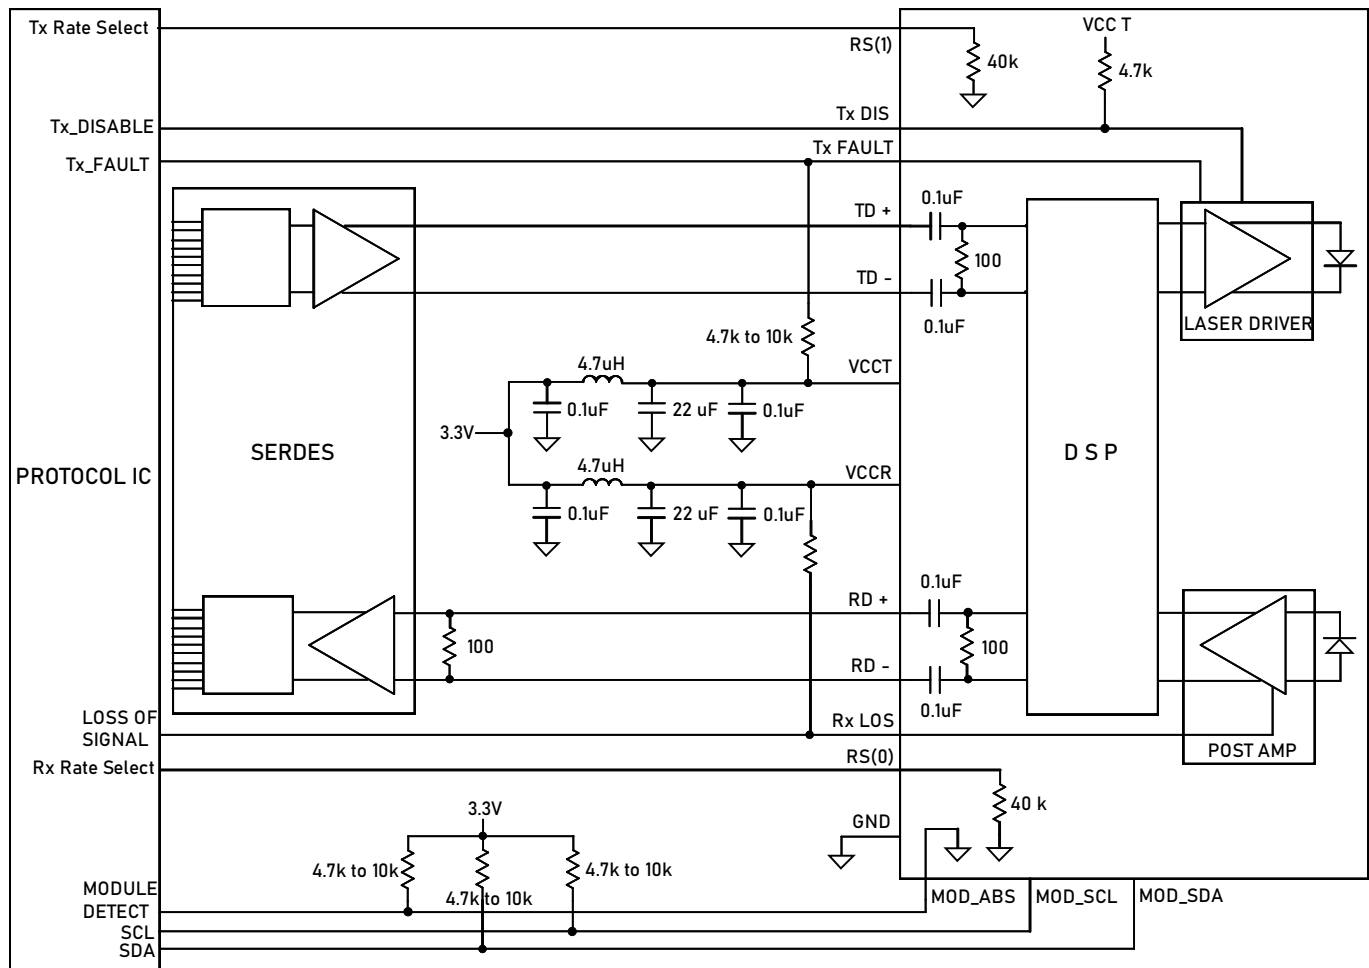 Tx Rate Select
RS(1)
40k
VCC T
4.7k
Tx_DISABLE
Tx DIS
Tx_FAULT
Tx FAULT
TD +
0.1uF
100
TD -
0.1uF
LASER DRIVER
4.7k to 10k
4.7uH
VCCT
0.1uF
22 uF
0.1uF
3.3V
SERDES
D S P
PROTOCOL IC
4.7uH
VCCR
0.1uF
22 uF
0.1uF
0.1uF
RD +
100
100
RD -
0.1uF
LOSS OF
SIGNAL
Rx LOS
POST AMP
Rx Rate Select
RS(0)
40 k
3.3V
GND
4.7k to 10k
4.7k to 10k
4.7k to 10k
MODULE
DETECT
MOD_ABS
MOD_SCL
MOD_SDA
SCL
SDA